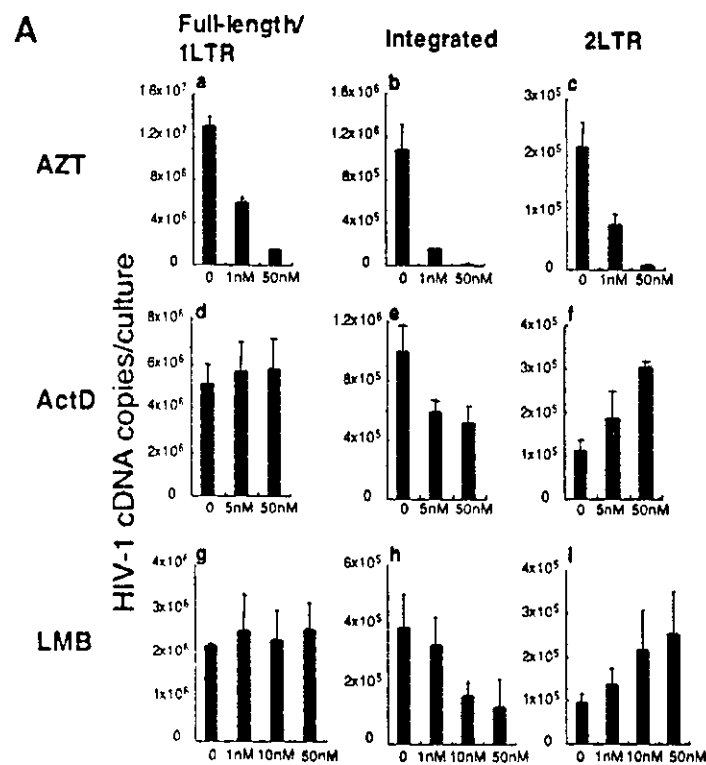 A
Full-length/
1LTR
Integrated
2LTR
AZT
ActD
LMB
HIV-1 cDNA copies/culture
a
1.6x10⁷
1.2x10⁷
8x10⁶
4x10⁶
0
0 1nM 50nM
b
1.6x10⁶
1.2x10⁶
8x10⁵
4x10⁵
0
0 1nM 50nM
c
3x10⁵
2x10⁵
1x10⁵
0
0 1nM 50nM
d
8x10⁶
6x10⁶
4x10⁶
2x10⁶
0
0 5nM 50nM
e
1.2x10⁶
8x10⁵
4x10⁵
0
0 5nM 50nM
f
4x10⁵
3x10⁵
2x10⁵
1x10⁵
0
0 5nM 50nM
g
4x10⁶
3x10⁶
2x10⁶
1x10⁶
0
0 1nM 10nM 50nM
h
6x10⁵
4x10⁵
2x10⁵
0
0 1nM 10nM 50nM
i
4x10⁵
3x10⁵
2x10⁵
1x10⁵
0
0 1nM 10nM 50nM